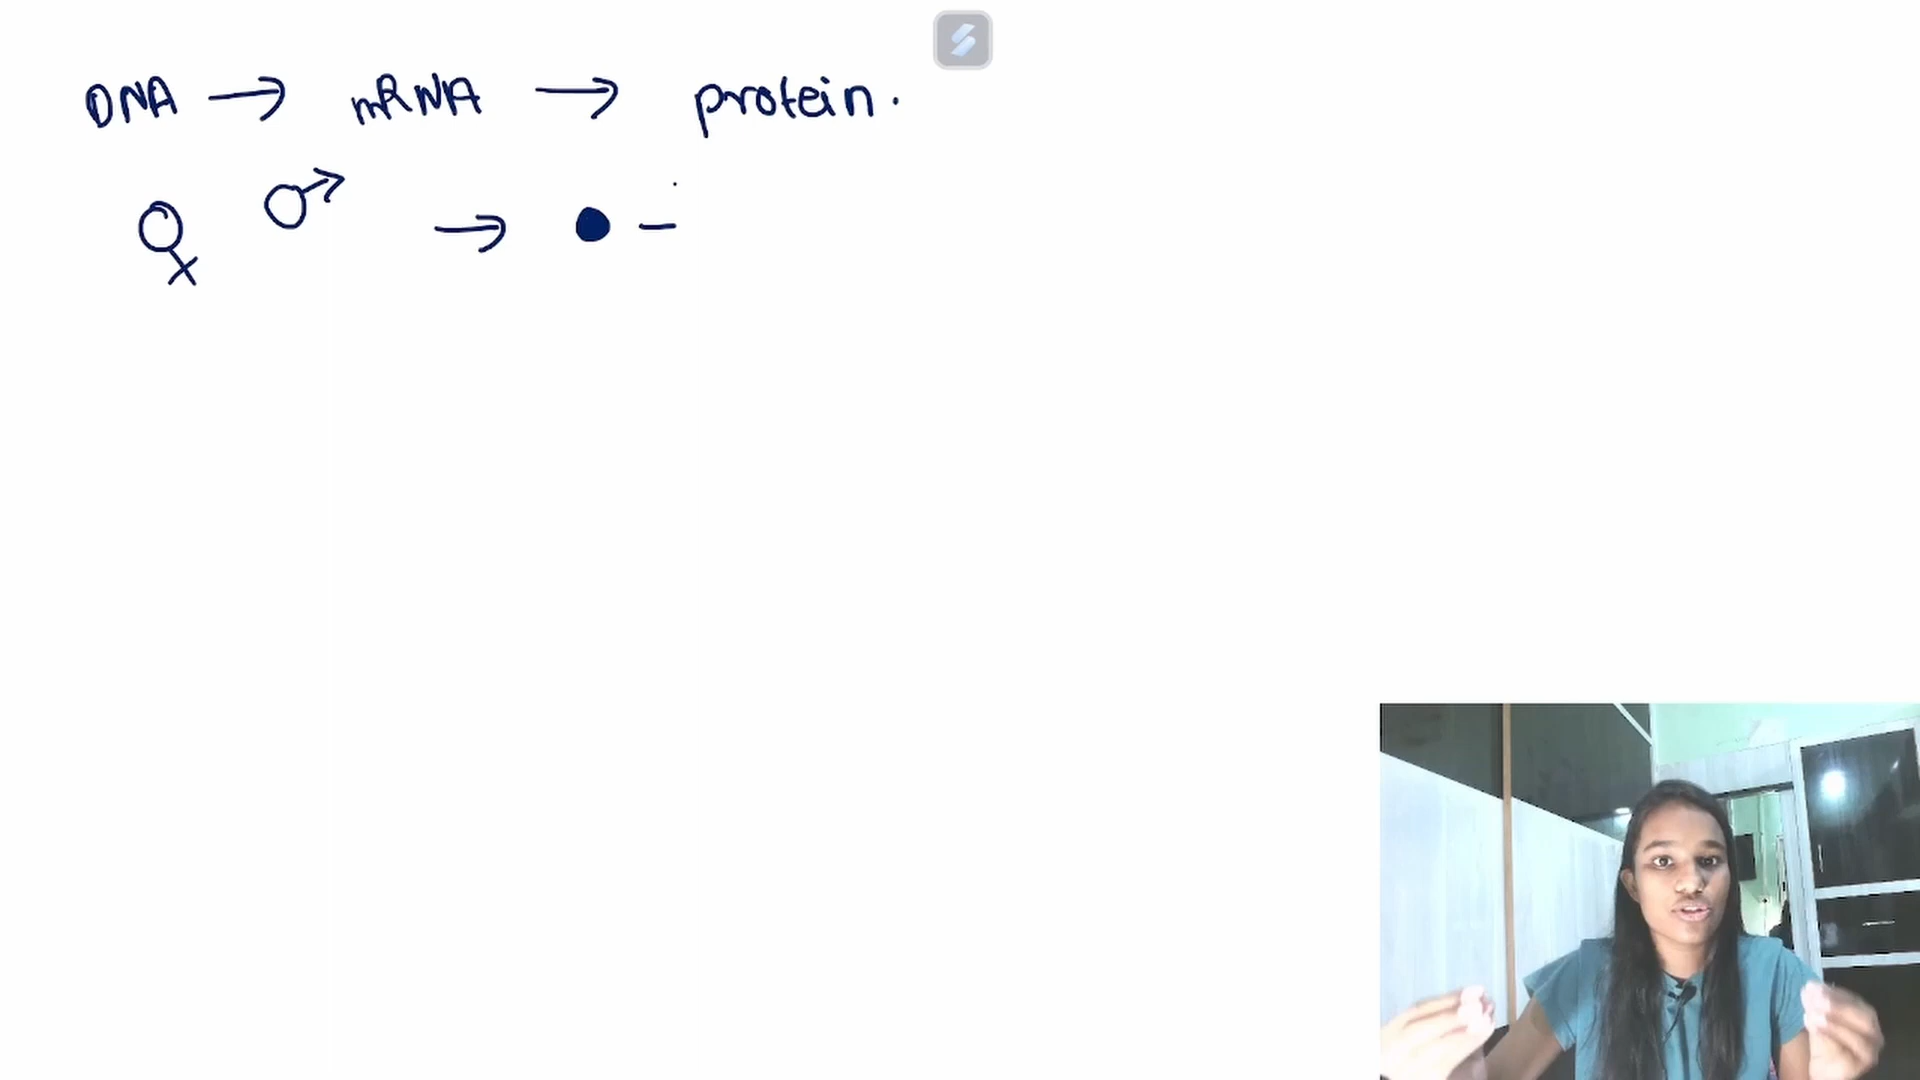 DNA → mRNA → protein.
♀ ♂ → ● –